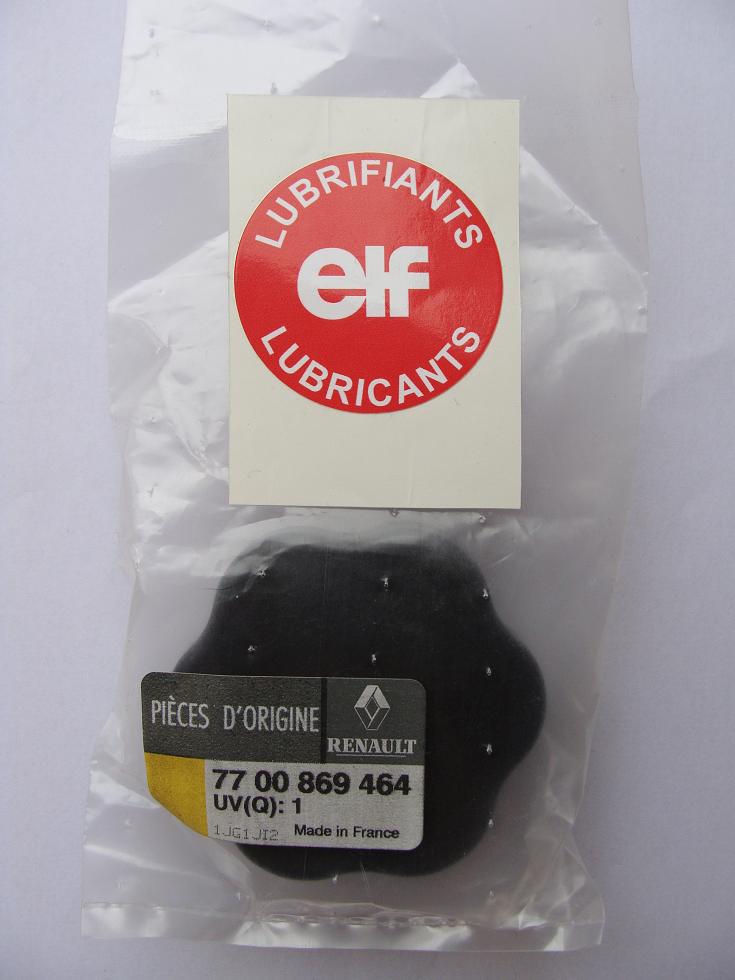 LUBRIFIANTS
elf
LUBRICANTS
PIÈCES D'ORIGINE
RENAULT
77 00 869 464
UV(Q): 1
1JG1JI2 Made in France